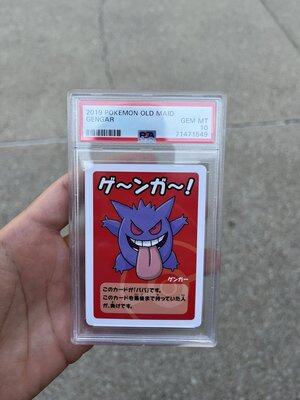 2019 POKEMON OLD MAID
GENGAR
GEM MT
10
PSA
71471549
ゲ〜ンガ〜!
ゲンガー
このカードが「ババ」です。
このカードを最後まで持っていた人
が、負けです。